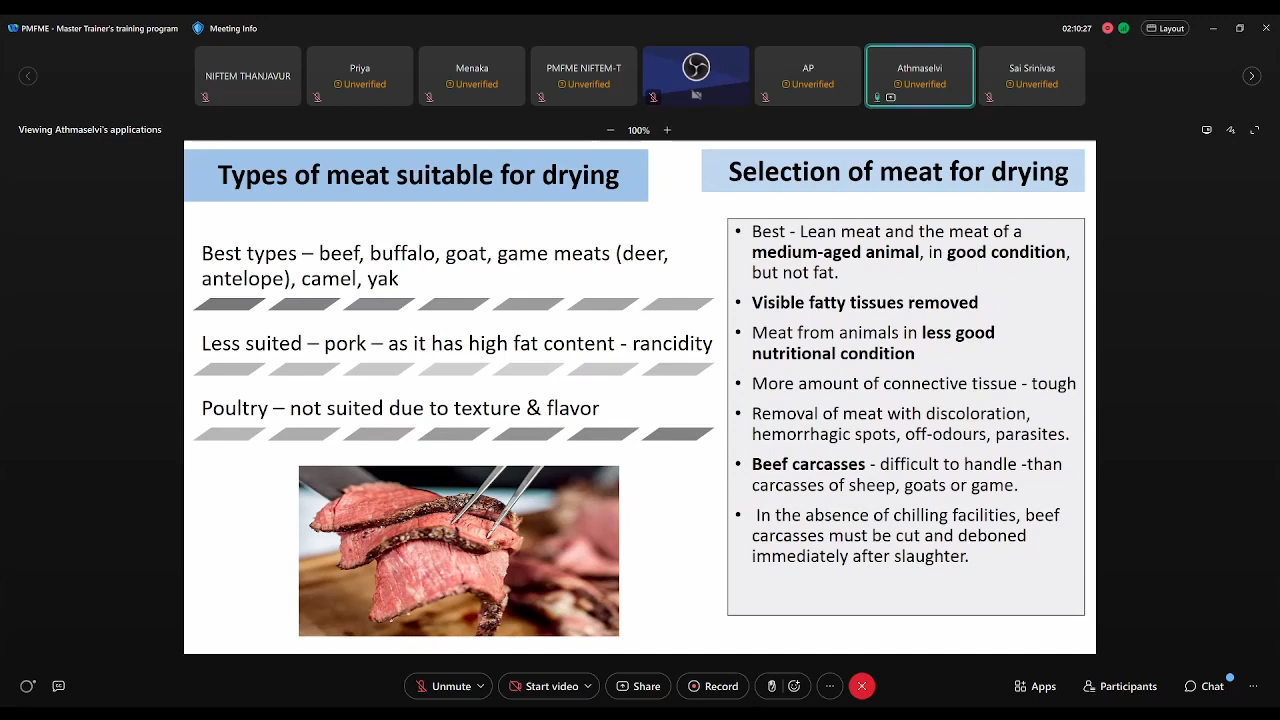 PMFME - Master Trainer's training program
Meeting Info
02:10:27
Layout
NIFTEM THANJAVUR
Priya
Unverified
Menaka
Unverified
PMFME NIFTEM-T
Unverified
AP
Unverified
Athmaselvi
Unverified
Sai Srinivas
Unverified
Viewing Athmaselvi's applications
100%
Types of meat suitable for drying
Best types – beef, buffalo, goat, game meats (deer,
antelope), camel, yak
Less suited – pork – as it has high fat content - rancidity
Poultry – not suited due to texture & flavor
Selection of meat for drying
• Best - Lean meat and the meat of a
medium-aged animal, in good condition,
but not fat.
• Visible fatty tissues removed
• Meat from animals in less good
nutritional condition
• More amount of connective tissue - tough
• Removal of meat with discoloration,
hemorrhagic spots, off-odours, parasites.
• Beef carcasses - difficult to handle -than
carcasses of sheep, goats or game.
• In the absence of chilling facilities, beef
carcasses must be cut and deboned
immediately after slaughter.
Unmute
Start video
Share
Record
Apps
Participants
Chat